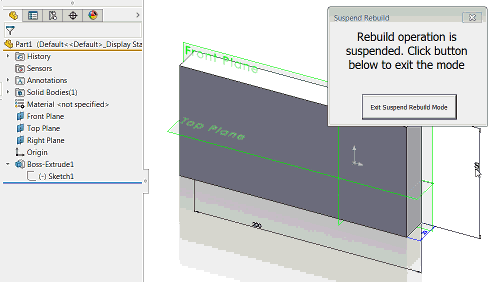 Part1 (Default<<Default>_Display Sta
History
Sensors
Annotations
Solid Bodies(1)
Material <not specified>
Front Plane
Top Plane
Right Plane
Origin
Boss-Extrude1
(-) Sketch1
Front Plane
Top Plane
200
Suspend Rebuild
Rebuild operation is
suspended. Click button
below to exit the mode
Exit Suspend Rebuild Mode